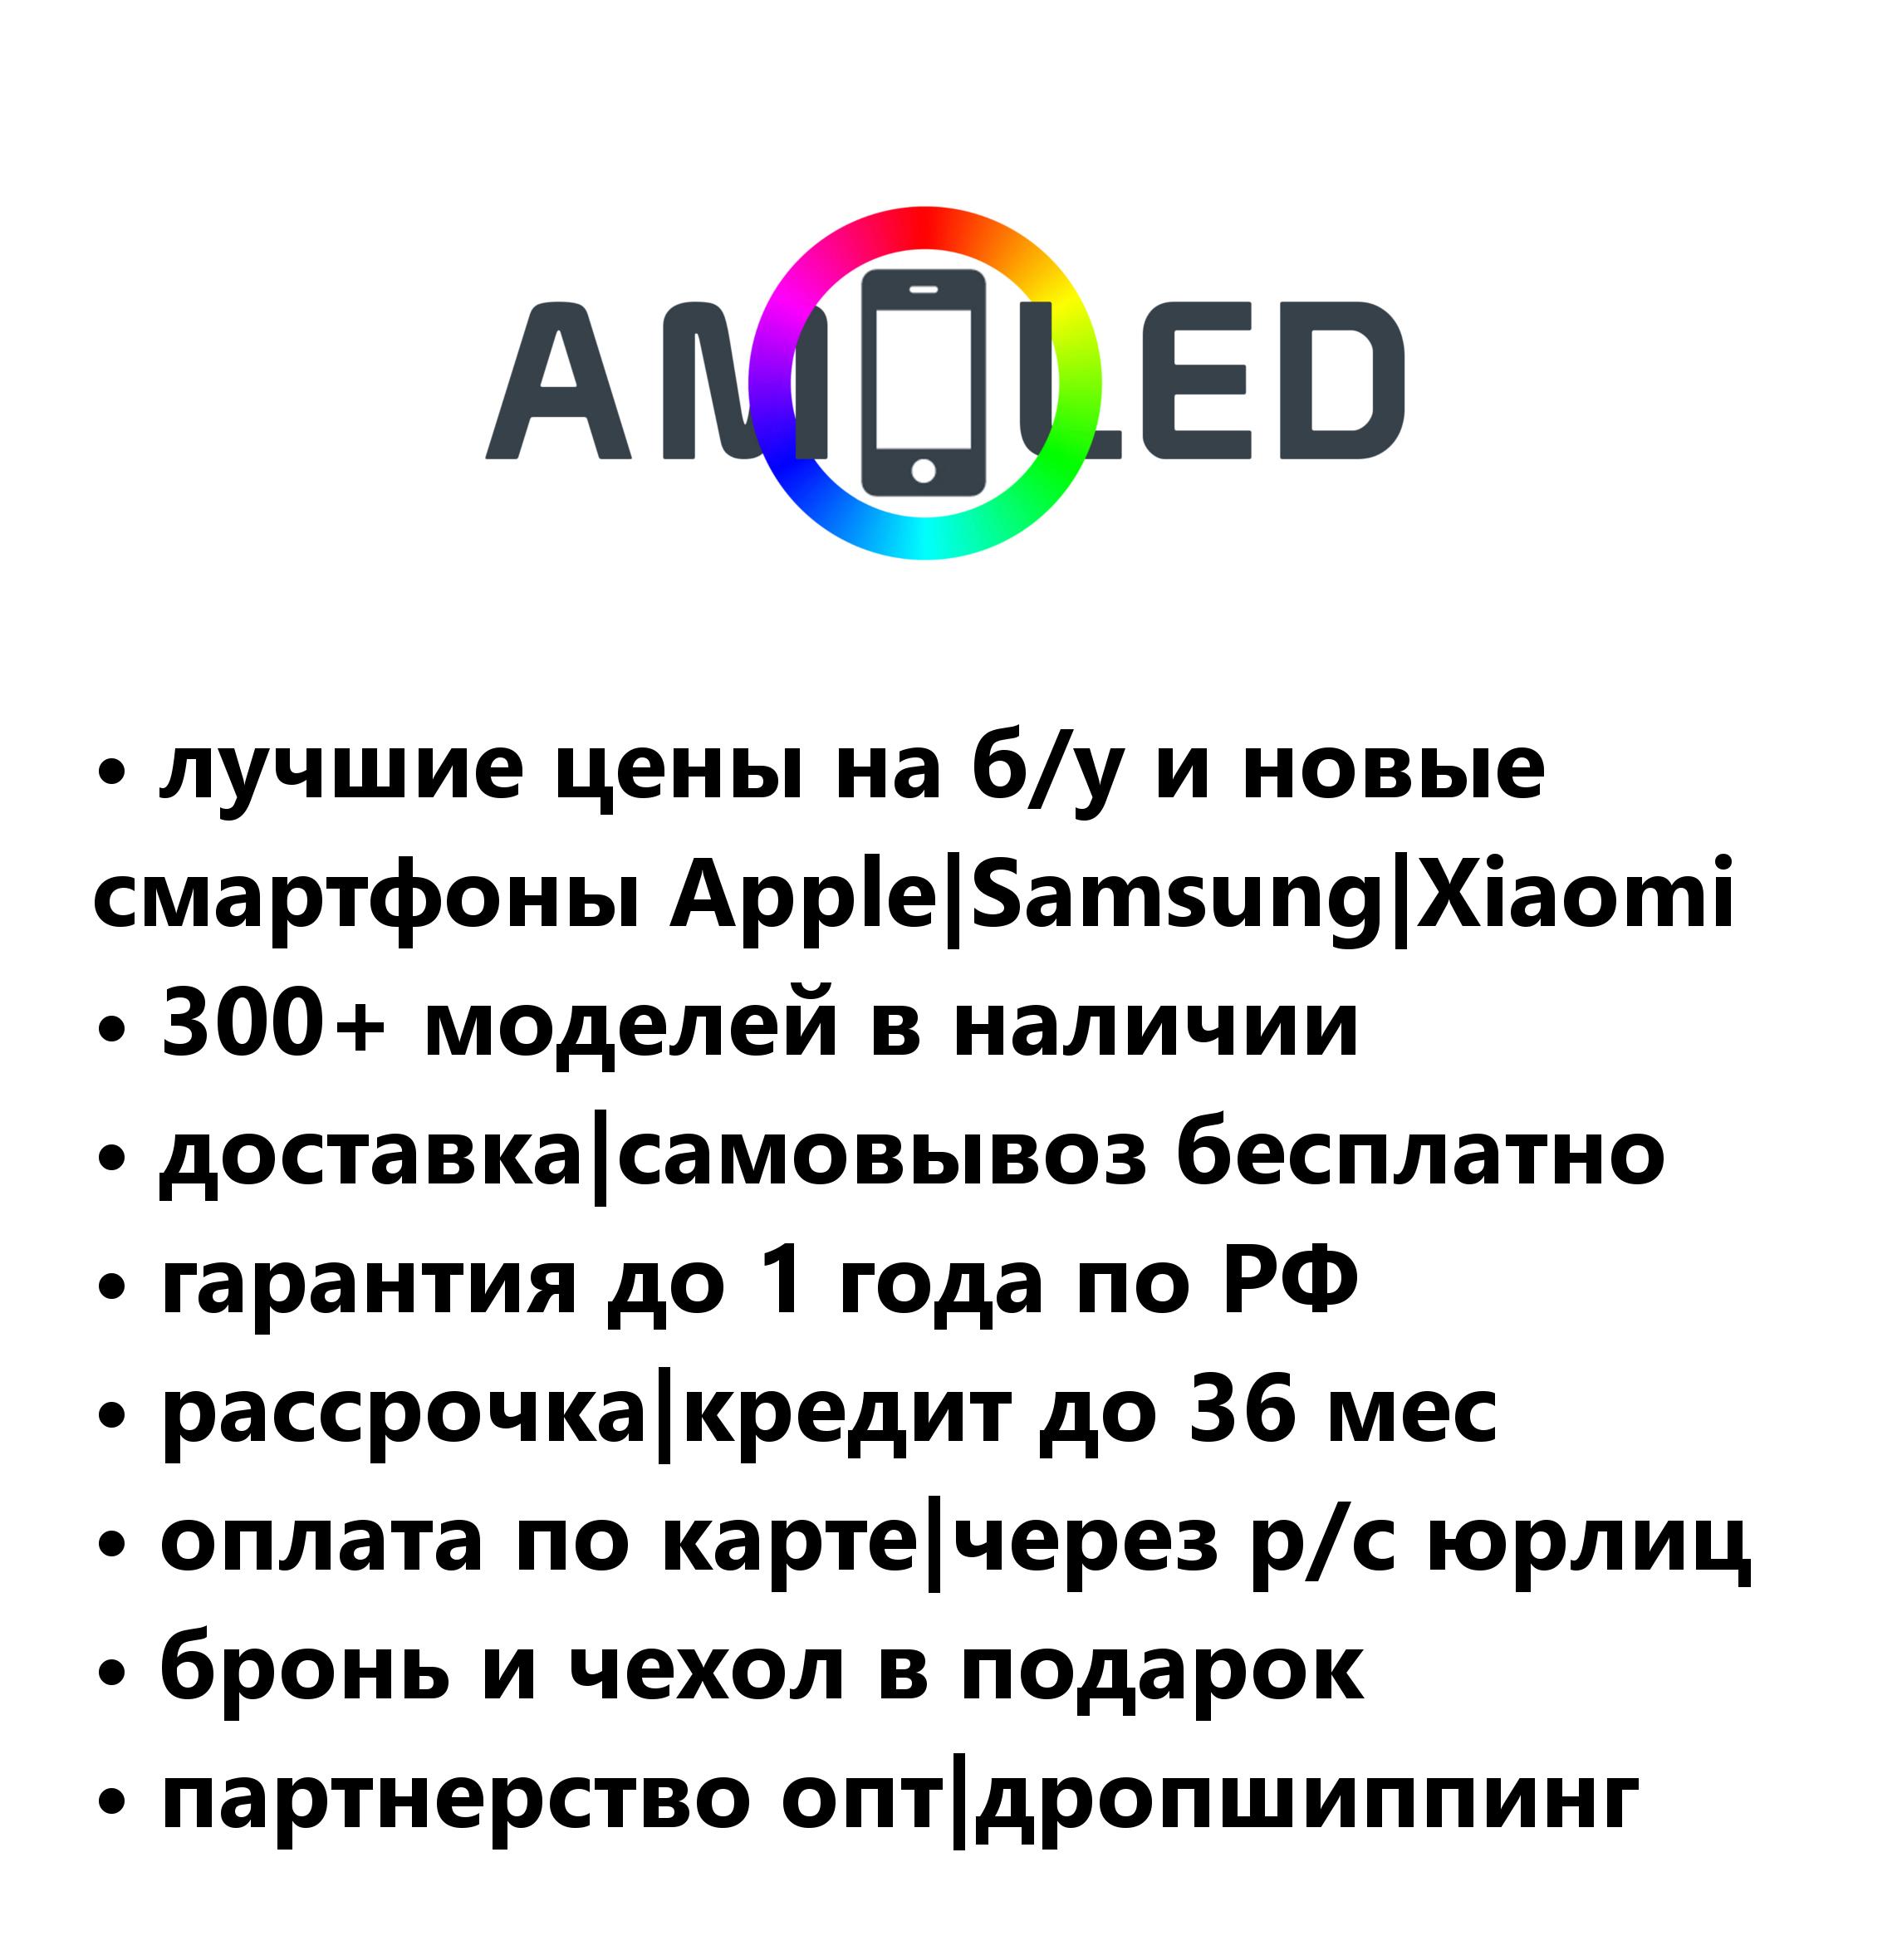 AMOLED
• лучшие цены на б/у и новые
смартфоны Apple|Samsung|Xiaomi
• 300+ моделей в наличии
• доставка|самовывоз бесплатно
• гарантия до 1 года по РФ
• рассрочка|кредит до 36 мес
• оплата по карте|через р/с юрлиц
• бронь и чехол в подарок
• партнерство опт|дропшиппинг